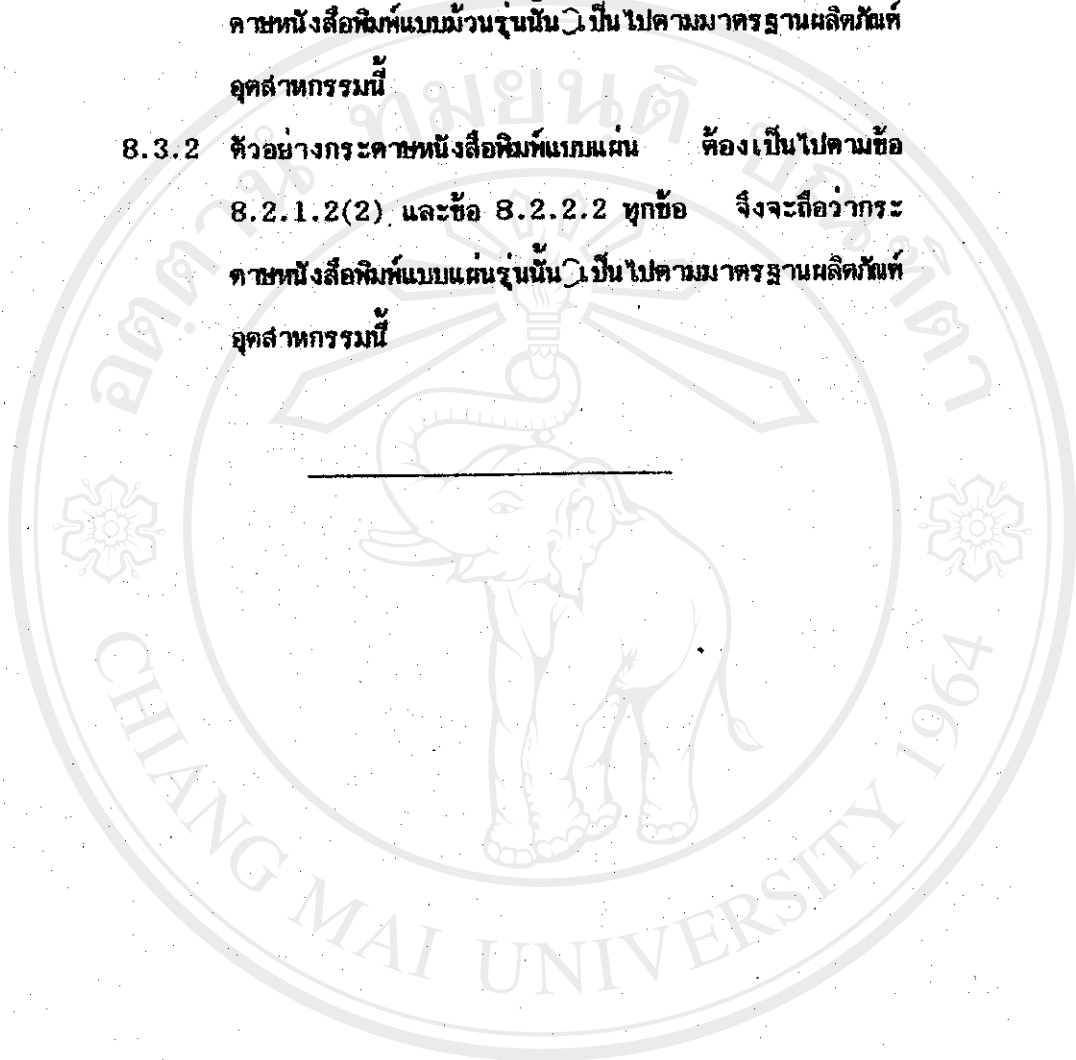 ดาษหนังสือพิมพ์แบบม้วนรุ่นนั้น เป็นไปตามมาตรฐานผลิตภัณฑ์
อุตสาหกรรมนี้
8.3.2 ตัวอย่างกระดาษหนังสือพิมพ์แบบแผ่น ต้องเป็นไปตามข้อ
8.2.1.2(2) และข้อ 8.2.2.2 ทุกข้อ จึงจะถือว่ากระ
ดาษหนังสือพิมพ์แบบแผ่นรุ่นนั้น เป็นไปตามมาตรฐานผลิตภัณฑ์
อุตสาหกรรมนี้
CHIANG MAI UNIVERSITY 1964